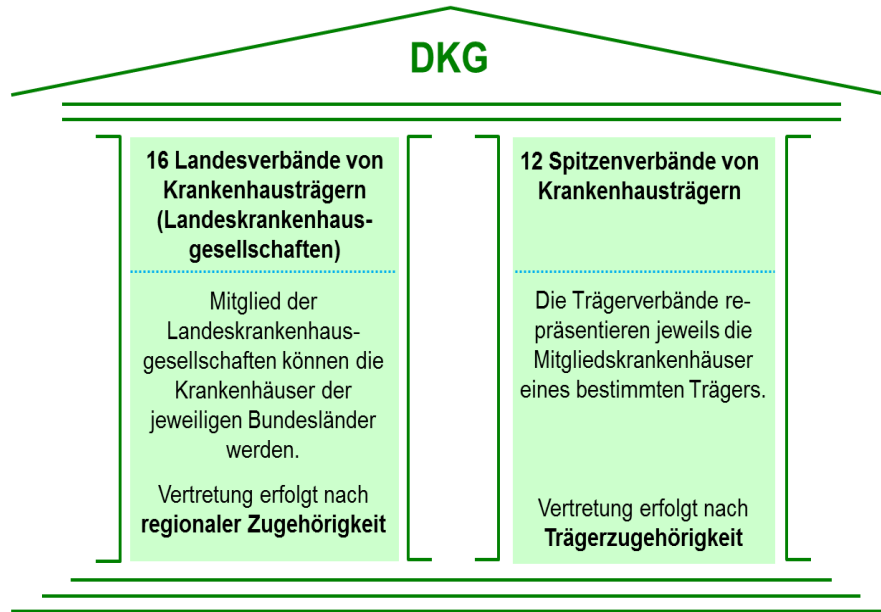 DKG
16 Landesverbände von
Krankenhausträgern
(Landeskrankenhaus-
gesellschaften)
Mitglied der
Landeskrankenhaus-
gesellschaften können die
Krankenhäuser der
jeweiligen Bundesländer
werden.
Vertretung erfolgt nach
regionaler Zugehörigkeit
12 Spitzenverbände von
Krankenhausträgern
Die Trägerverbände re-
präsentieren jeweils die
Mitgliedskrankenhäuser
eines bestimmten Trägers.
Vertretung erfolgt nach
Trägerzugehörigkeit